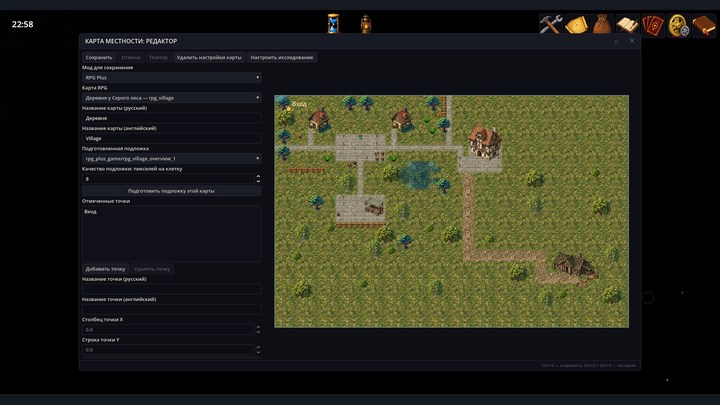 22:58
КАРТА МЕСТНОСТИ: РЕДАКТОР
Сохранить Отмена Повтор Удалить настройки карты Настроить исследование
Мод для сохранения
RPG Plus
Карта RPG
Деревня у Серого леса — rpg_village
Название карты (русский)
Деревня
Название карты (английский)
Village
Подготовленная подложка
rpg_plus_game/rpg_village_overview_1
Качество подложки: пикселей на клетку
8
Подготовить подложку этой карты
Отмеченные точки
Вход
Добавить точку Удалить точку
Название точки (русский)
Название точки (английский)
Столбец точки X
0.0
Строка точки Y
0.0
Вход